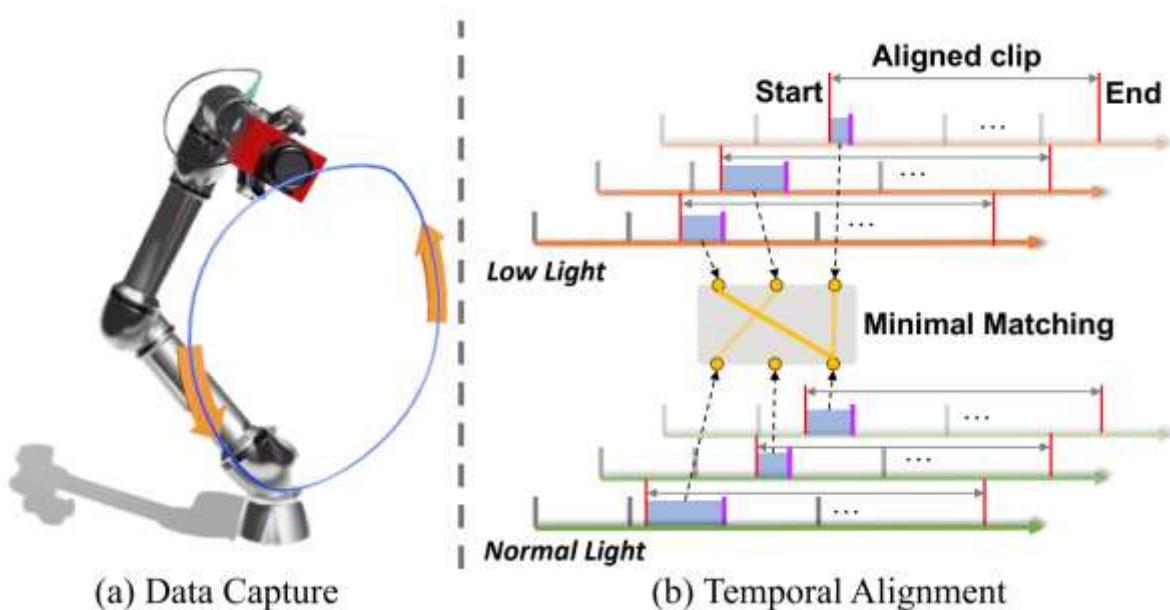 Aligned clip
Start
End
...
...
...
Low Light
Minimal Matching
...
...
...
Normal Light
(a) Data Capture
(b) Temporal Alignment